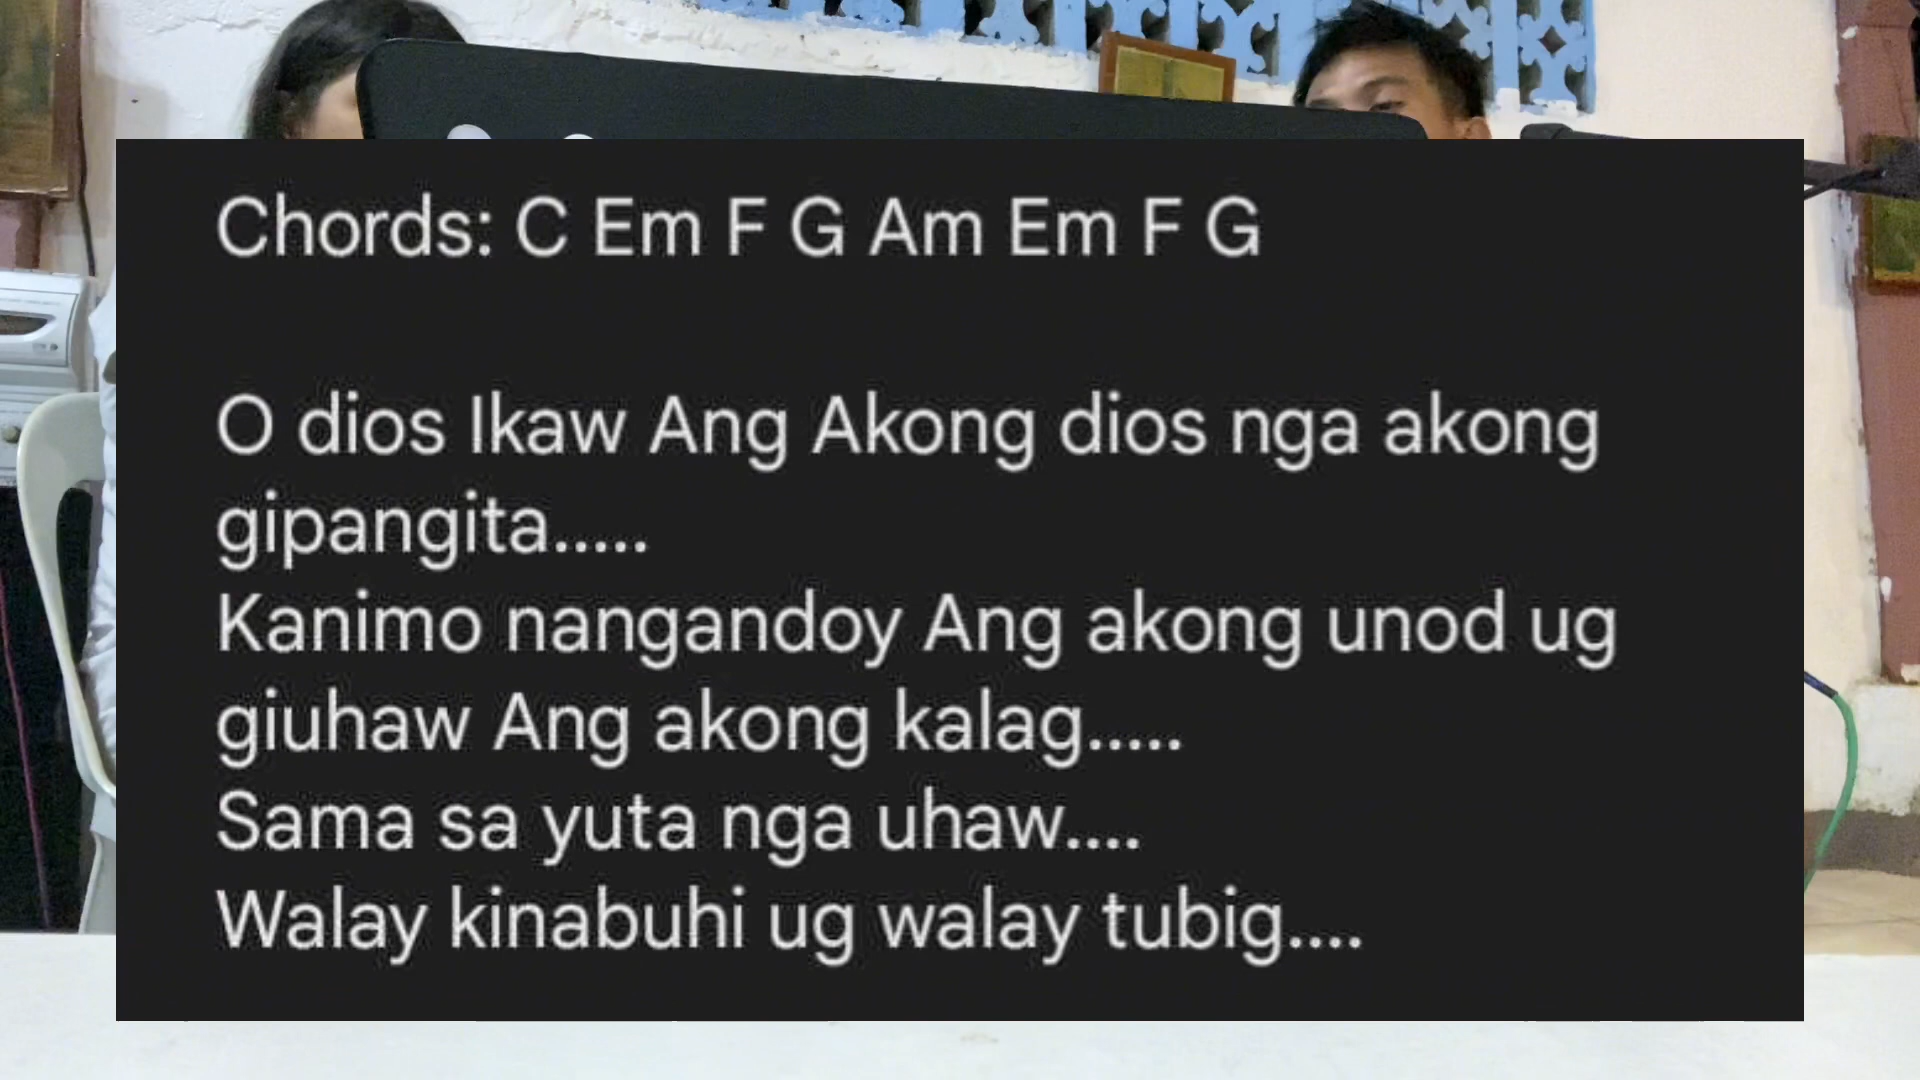 Chords: C Em F G Am Em F G
O dios Ikaw Ang Akong dios nga akong
gipangita.....
Kanimo nangandoy Ang akong unod ug
giuhaw Ang akong kalag.....
Sama sa yuta nga uhaw....
Walay kinabuhi ug walay tubig....